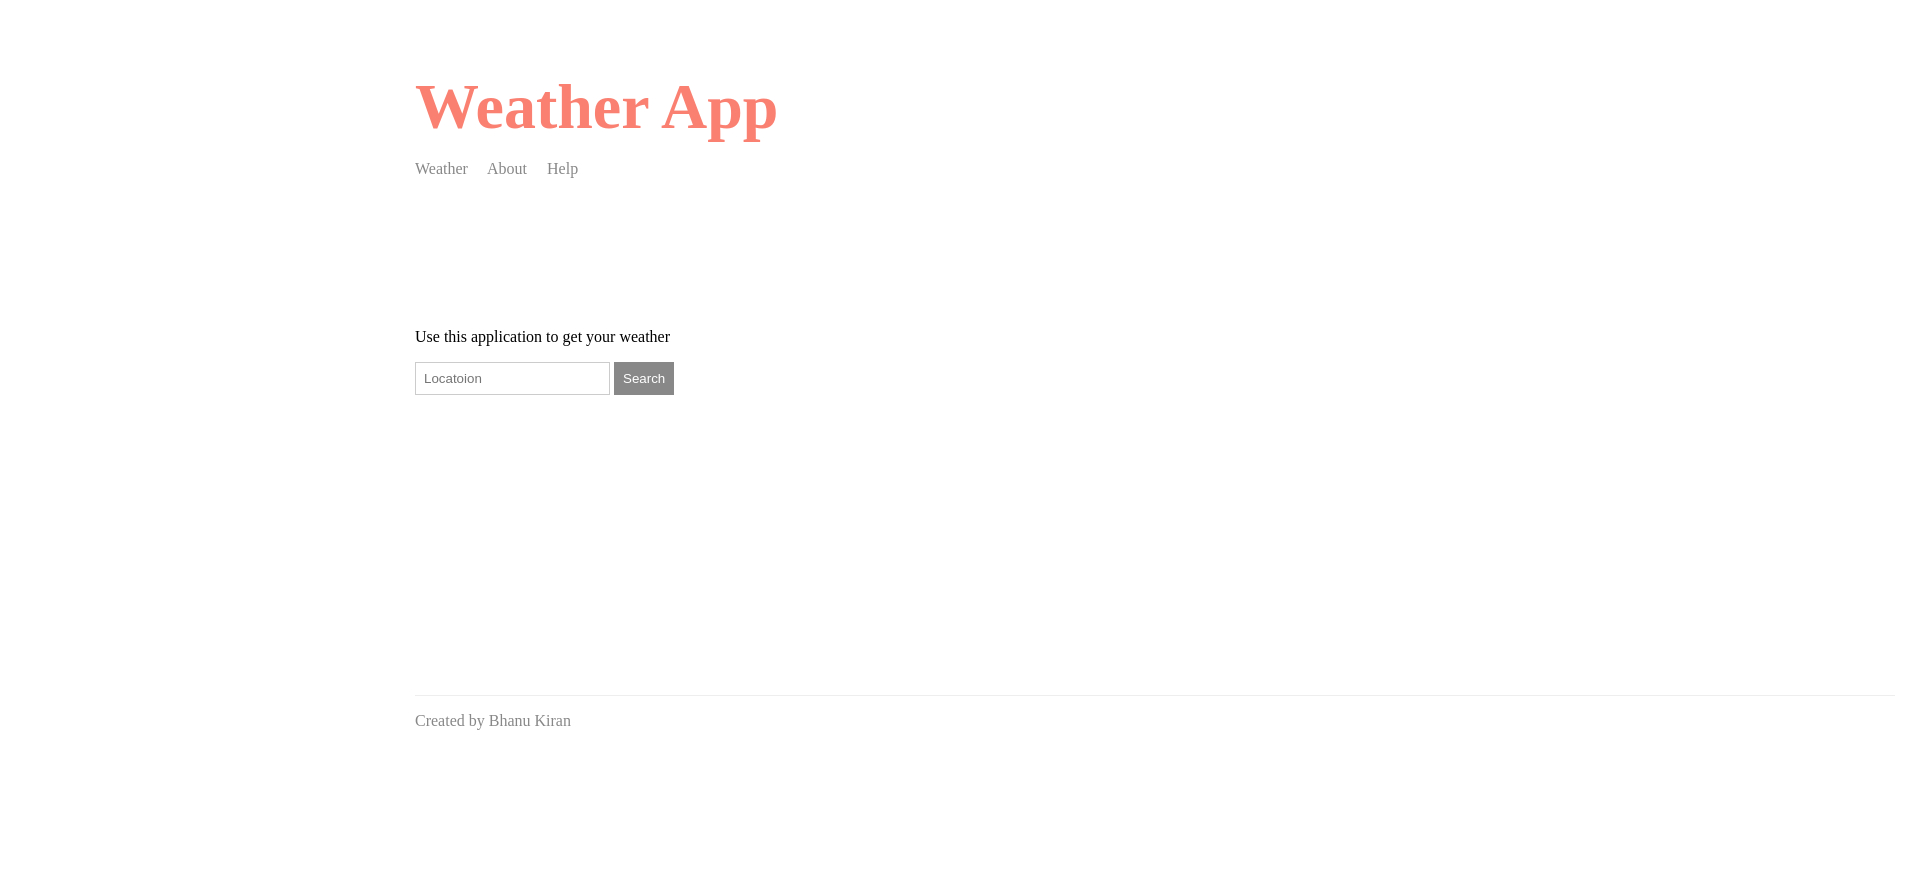 Weather App
Weather About Help
Use this application to get your weather
Locatoion Search
Created by Bhanu Kiran